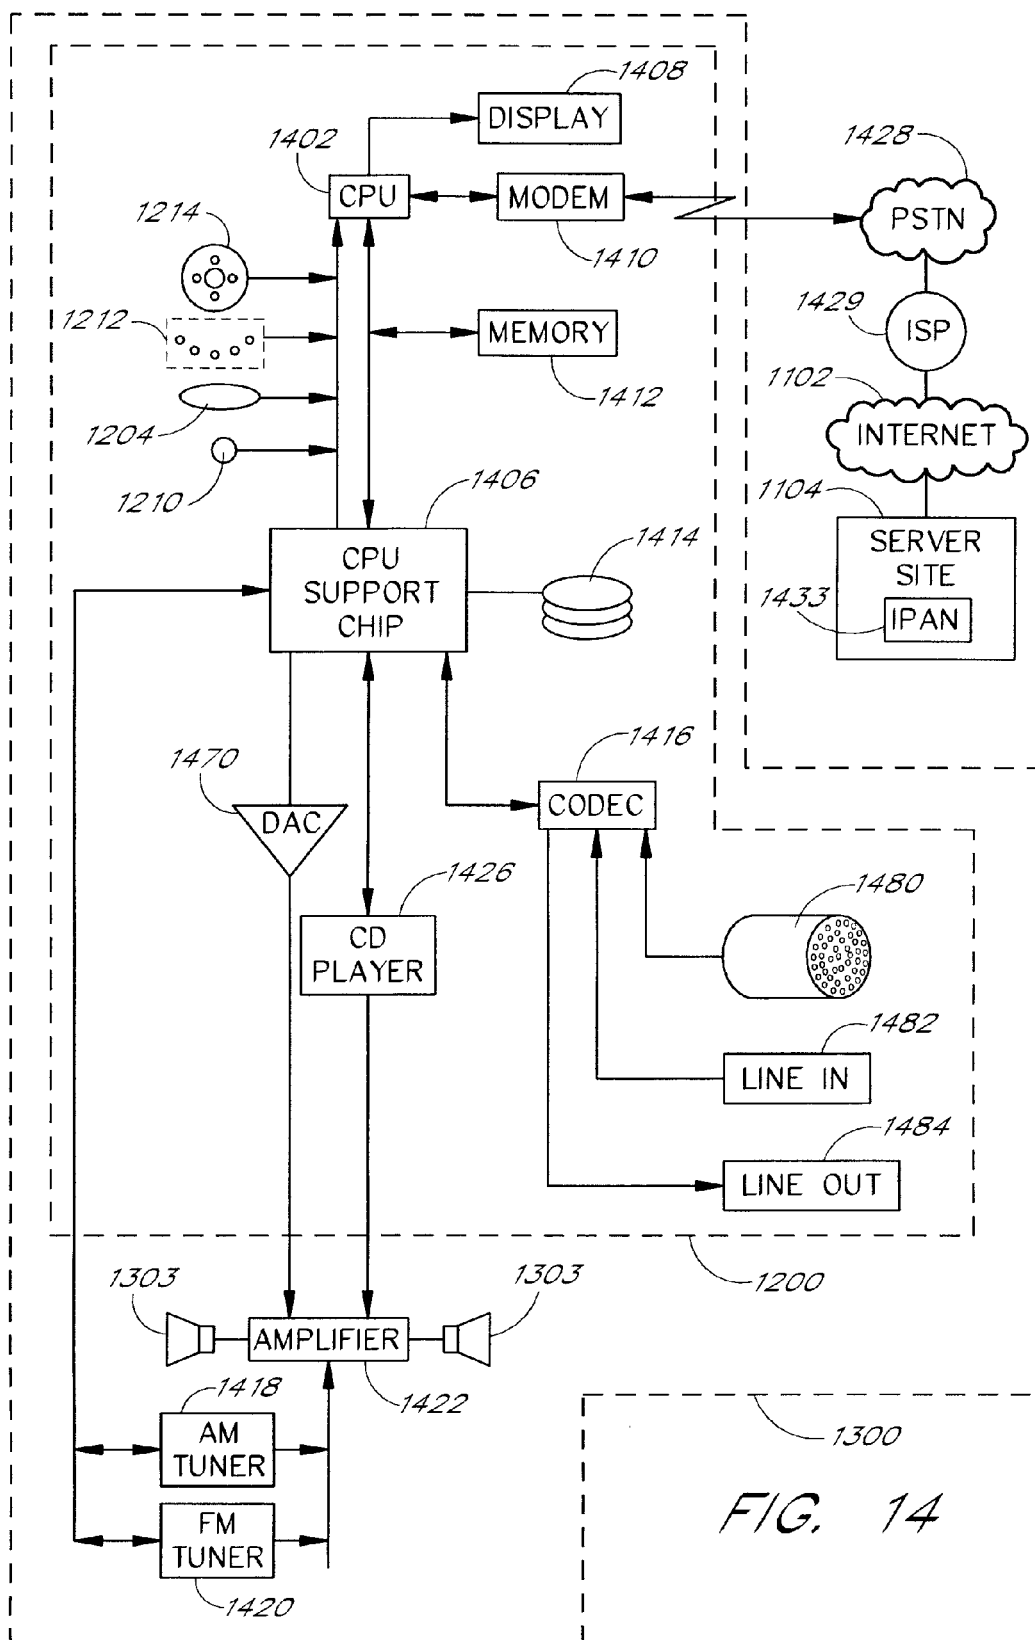 1408
DISPLAY
1402
CPU
MODEM
1410
1428
PSTN
1214
1429
ISP
1212
MEMORY
1412
1102
INTERNET
1204
1210
1406
CPU
SUPPORT
CHIP
1414
1104
SERVER
SITE
1433
IPAN
1470
DAC
1416
CODEC
1426
CD
PLAYER
1480
1482
LINE IN
1484
LINE OUT
1200
1303
1303
AMPLIFIER
1422
1418
AM
TUNER
FM
TUNER
1420
1300
FIG. 14